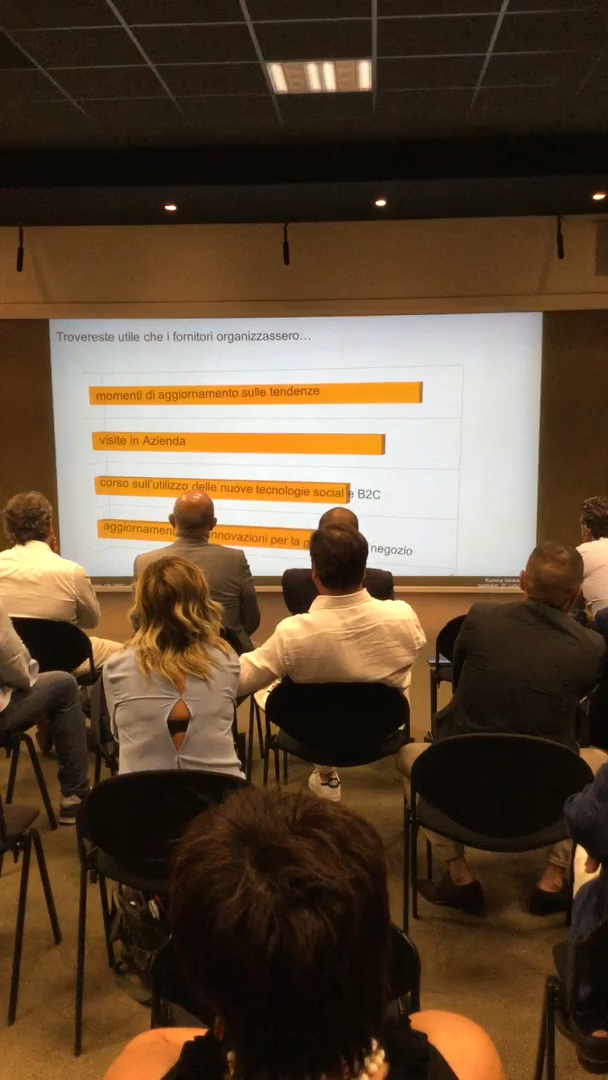 Trovereste utile che i fornitori organizzassero…
momenti di aggiornamento sulle tendenze
visite in Azienda
corso sull'utilizzo delle nuove tecnologie social e B2C
innovazioni per la negozio